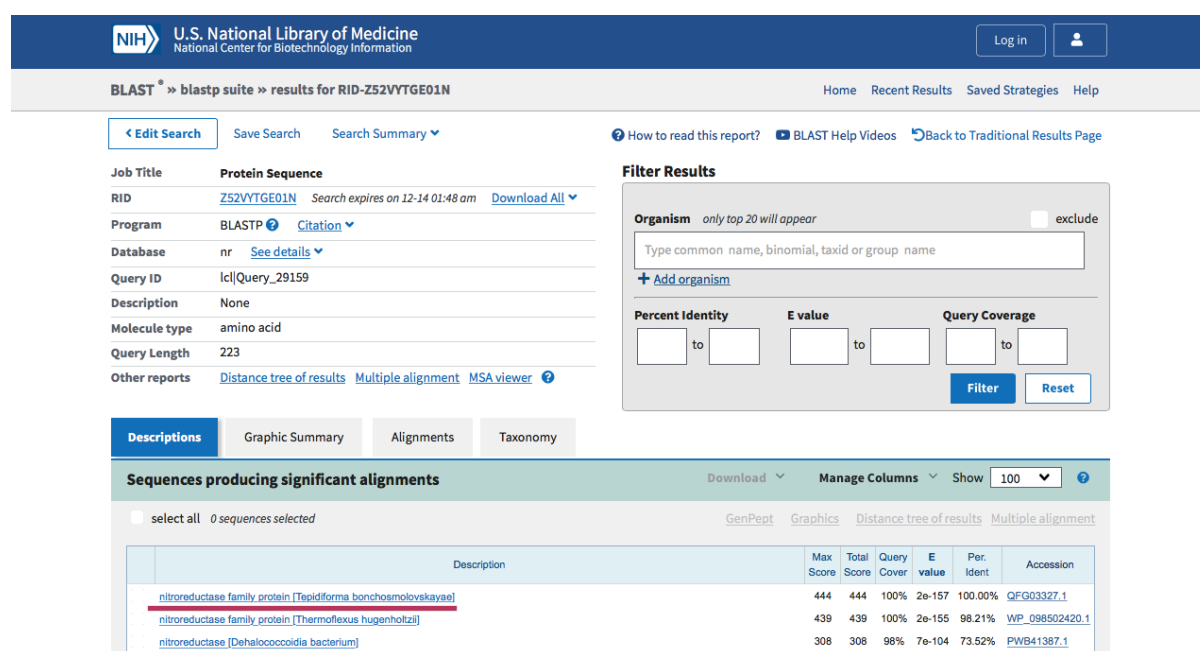 NIH U.S. National Library of Medicine
National Center for Biotechnology Information
Log in
BLAST ® » blastp suite » results for RID-Z52VYTGE01N
Home Recent Results Saved Strategies Help
Edit Search Save Search Search Summary
How to read this report? BLAST Help Videos Back to Traditional Results Page
Job Title Protein Sequence
RID Z52VYTGE01N Search expires on 12-14 01:48 am Download All
Program BLASTP Citation
Database nr See details
Query ID lcl|Query_29159
Description None
Molecule type amino acid
Query Length 223
Other reports Distance tree of results Multiple alignment MSA viewer
Filter Results
Organism only top 20 will appear exclude
Type common name, binomial, taxid or group name
+ Add organism
Percent Identity E value Query Coverage
to to to
Filter Reset
Descriptions Graphic Summary Alignments Taxonomy
Sequences producing significant alignments Download Manage Columns Show 100
select all 0 sequences selected GenPept Graphics Distance tree of results Multiple alignment
Description Max Score Total Score Query Cover E value Per. Ident Accession
nitroreductase family protein [Tepidiforma bonchosmolovskayae] 444 444 100% 2e-157 100.00% QFG03327.1
nitroreductase family protein [Thermoflexus hugenholtzii] 439 439 100% 2e-155 98.21% WP_098502420.1
nitroreductase [Dehalococcoidia bacterium] 308 308 98% 7e-104 73.52% PWB41387.1